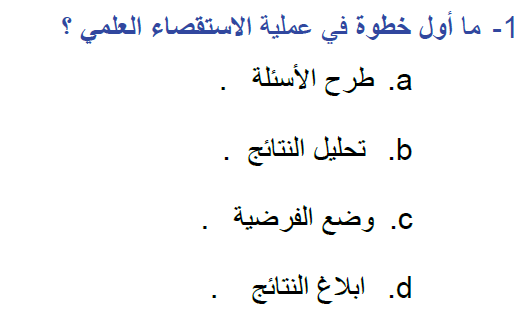 1- ما أول خطوة في عملية الاستقصاء العلمي ؟
a. طرح الأسئلة .
b. تحليل النتائج .
c. وضع الفرضية .
d. ابلاغ النتائج .